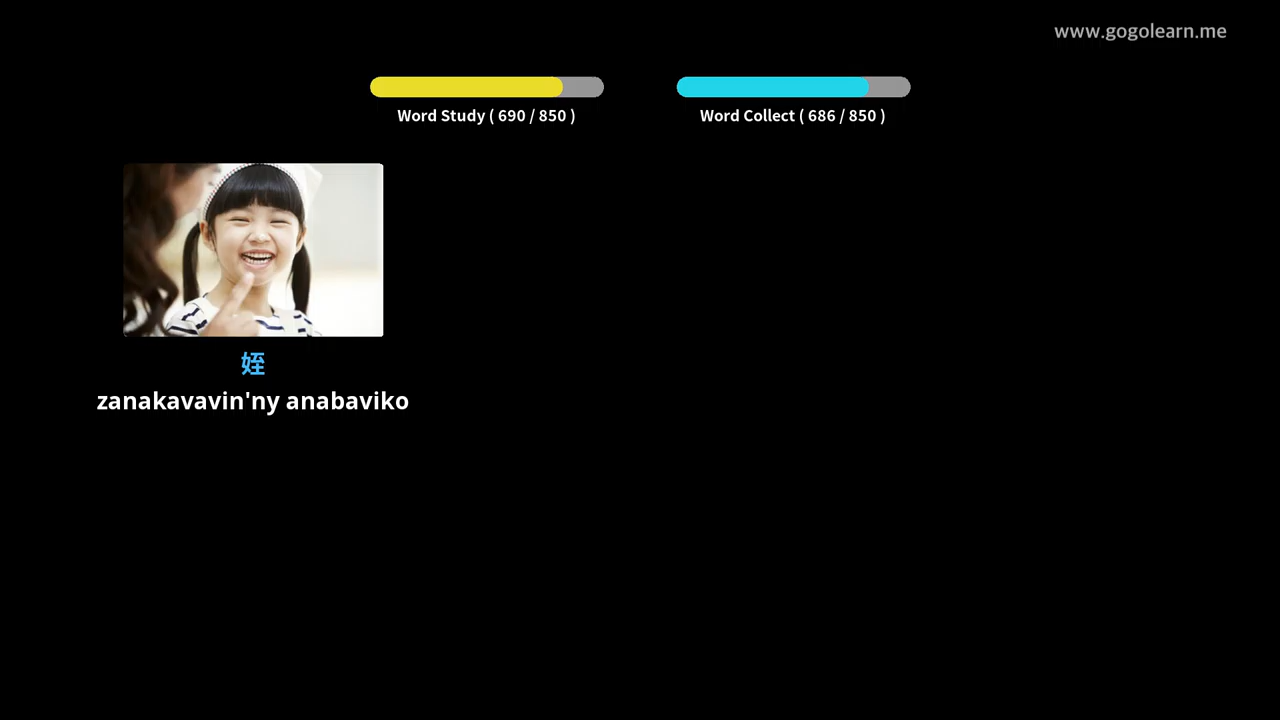 www.gogolearn.me
Word Study ( 690 / 850 )
Word Collect ( 686 / 850 )
姪
zanakavavin'ny anabaviko